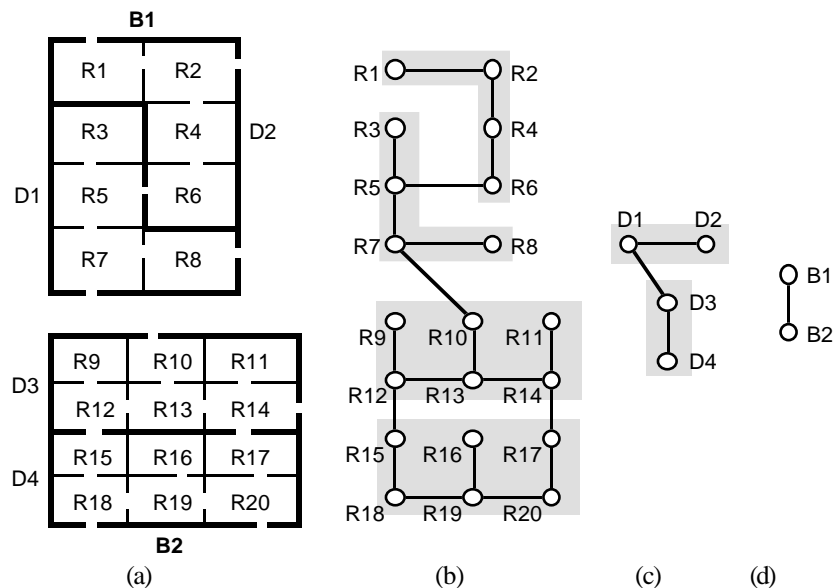 B1
R1 R2
R3 R4
D2
D1
R5 R6
R7 R8
D3
R9 R10 R11
R12 R13 R14
D4
R15 R16 R17
R18 R19 R20
B2
(a)
R1 R2
R3 R4
R5 R6
R7 R8
R9 R10 R11
R12 R13 R14
R15 R16 R17
R18 R19 R20
(b)
D1 D2
D3
D4
(c)
B1
B2
(d)